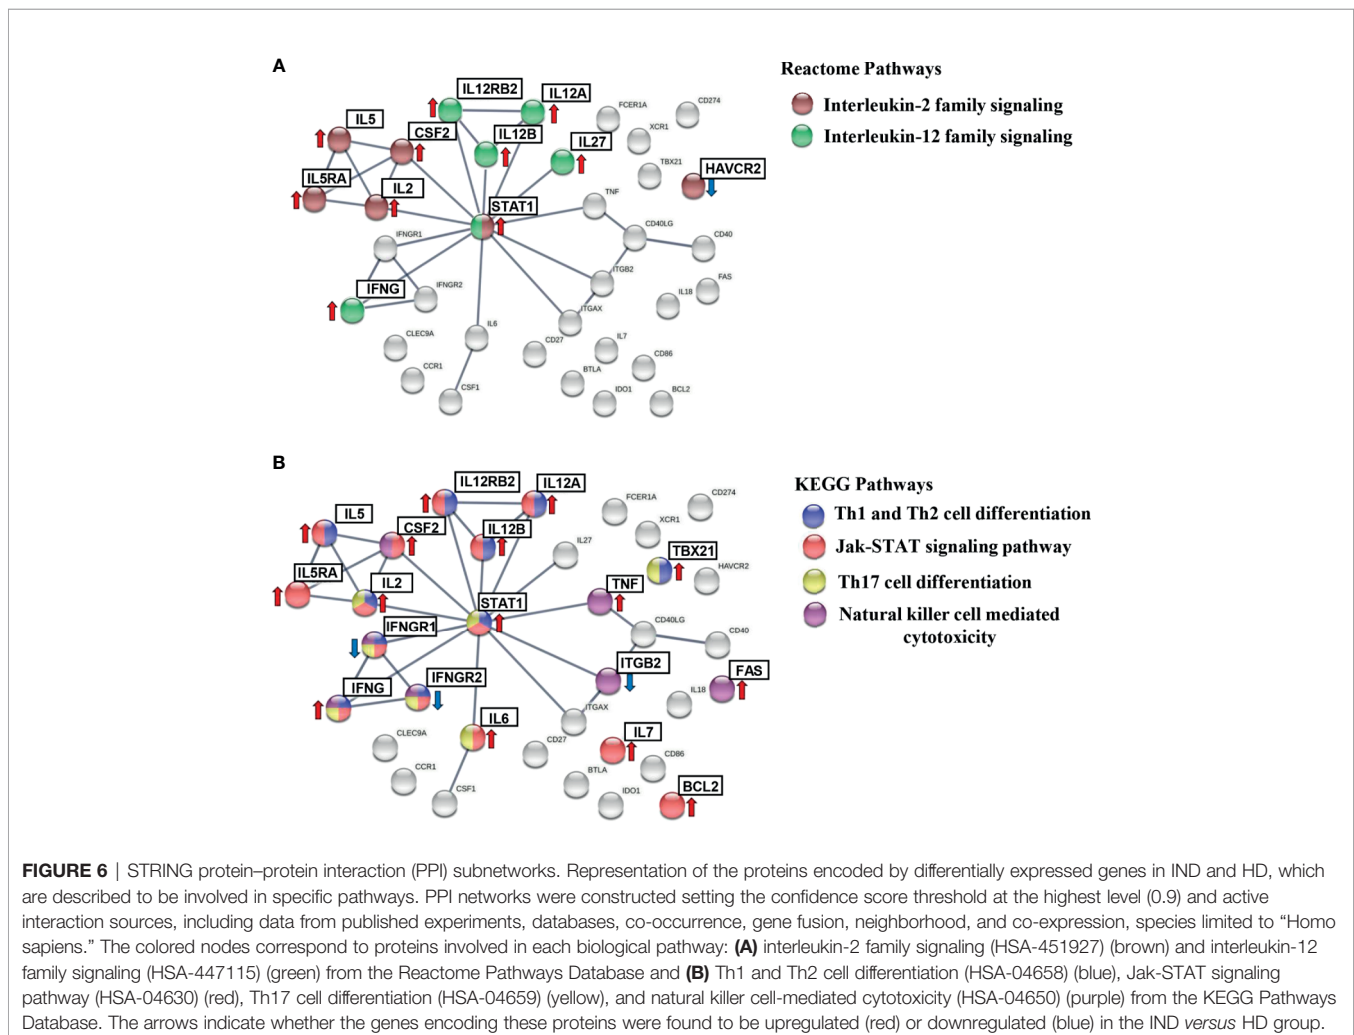 A
Reactome Pathways
Interleukin-2 family signaling
Interleukin-12 family signaling
IL12RB2
IL12A
FCER1A
CD274
IL5
CSF2
IL12B
IL27
XCR1
TBX21
HAVCR2
IL5RA
IL2
STAT1
TNF
CD40LG
CD40
IFNGR1
ITGB2
FAS
IFNG
IFNGR2
IL18
ITGAX
IL6
CLEC9A
CD27
IL7
CD86
CCR1
BTLA
CSF1
IDO1
BCL2
B
KEGG Pathways
Th1 and Th2 cell differentiation
Jak-STAT signaling pathway
Th17 cell differentiation
Natural killer cell mediated
cytotoxicity
IL12RB2
IL12A
FCER1A
CD274
IL5
CSF2
IL12B
XCR1
IL27
TBX21
HAVCR2
IL5RA
IL2
TNF
STAT1
IFNGR1
CD40LG
CD40
ITGB2
FAS
IFNGR2
IFNG
IL18
ITGAX
IL6
IL7
CLEC9A
CD27
CD86
CCR1
BTLA
BCL2
CSF1
IDO1
FIGURE 6 | STRING protein–protein interaction (PPI) subnetworks. Representation of the proteins encoded by differentially expressed genes in IND and HD, which
are described to be involved in specific pathways. PPI networks were constructed setting the confidence score threshold at the highest level (0.9) and active
interaction sources, including data from published experiments, databases, co-occurrence, gene fusion, neighborhood, and co-expression, species limited to “Homo
sapiens.” The colored nodes correspond to proteins involved in each biological pathway: (A) interleukin-2 family signaling (HSA-451927) (brown) and interleukin-12
family signaling (HSA-447115) (green) from the Reactome Pathways Database and (B) Th1 and Th2 cell differentiation (HSA-04658) (blue), Jak-STAT signaling
pathway (HSA-04630) (red), Th17 cell differentiation (HSA-04659) (yellow), and natural killer cell-mediated cytotoxicity (HSA-04650) (purple) from the KEGG Pathways
Database. The arrows indicate whether the genes encoding these proteins were found to be upregulated (red) or downregulated (blue) in the IND versus HD group.